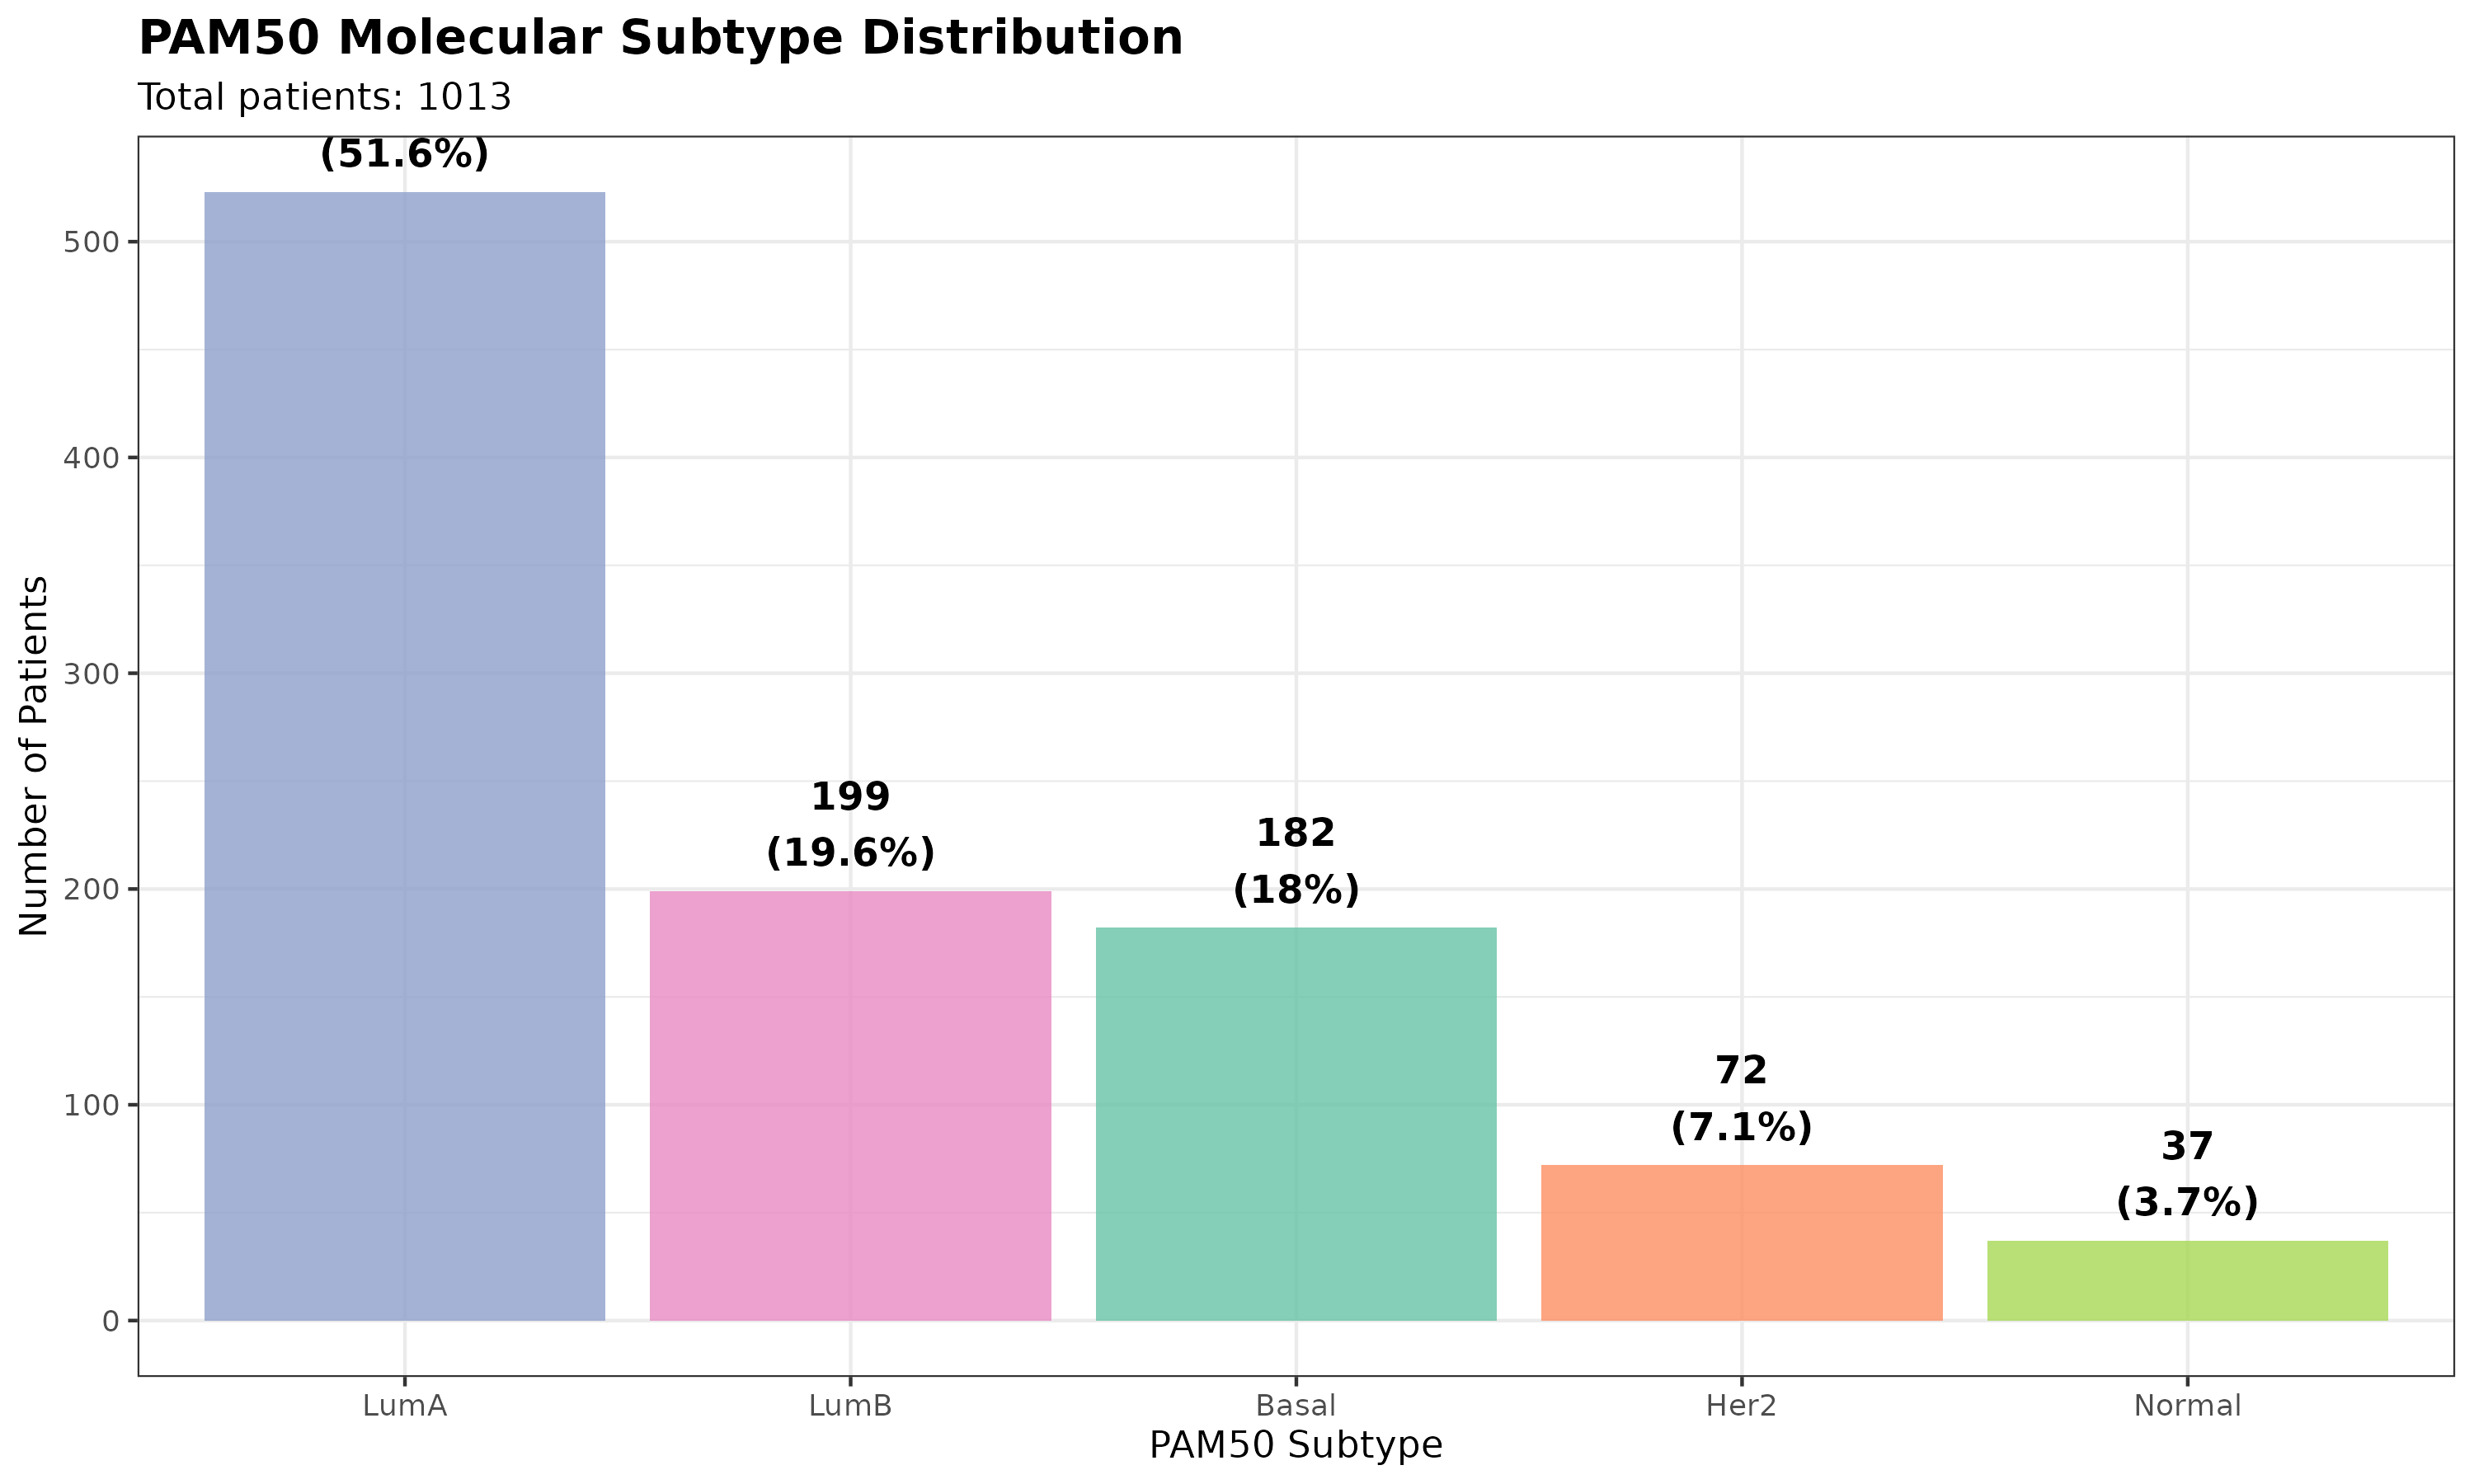 PAM50 Molecular Subtype Distribution
Total patients: 1013
(51.6%)
500
400
300
200
100
0
Number of Patients
199
(19.6%)
182
(18%)
72
(7.1%)
37
(3.7%)
LumA
LumB
Basal
Her2
Normal
PAM50 Subtype